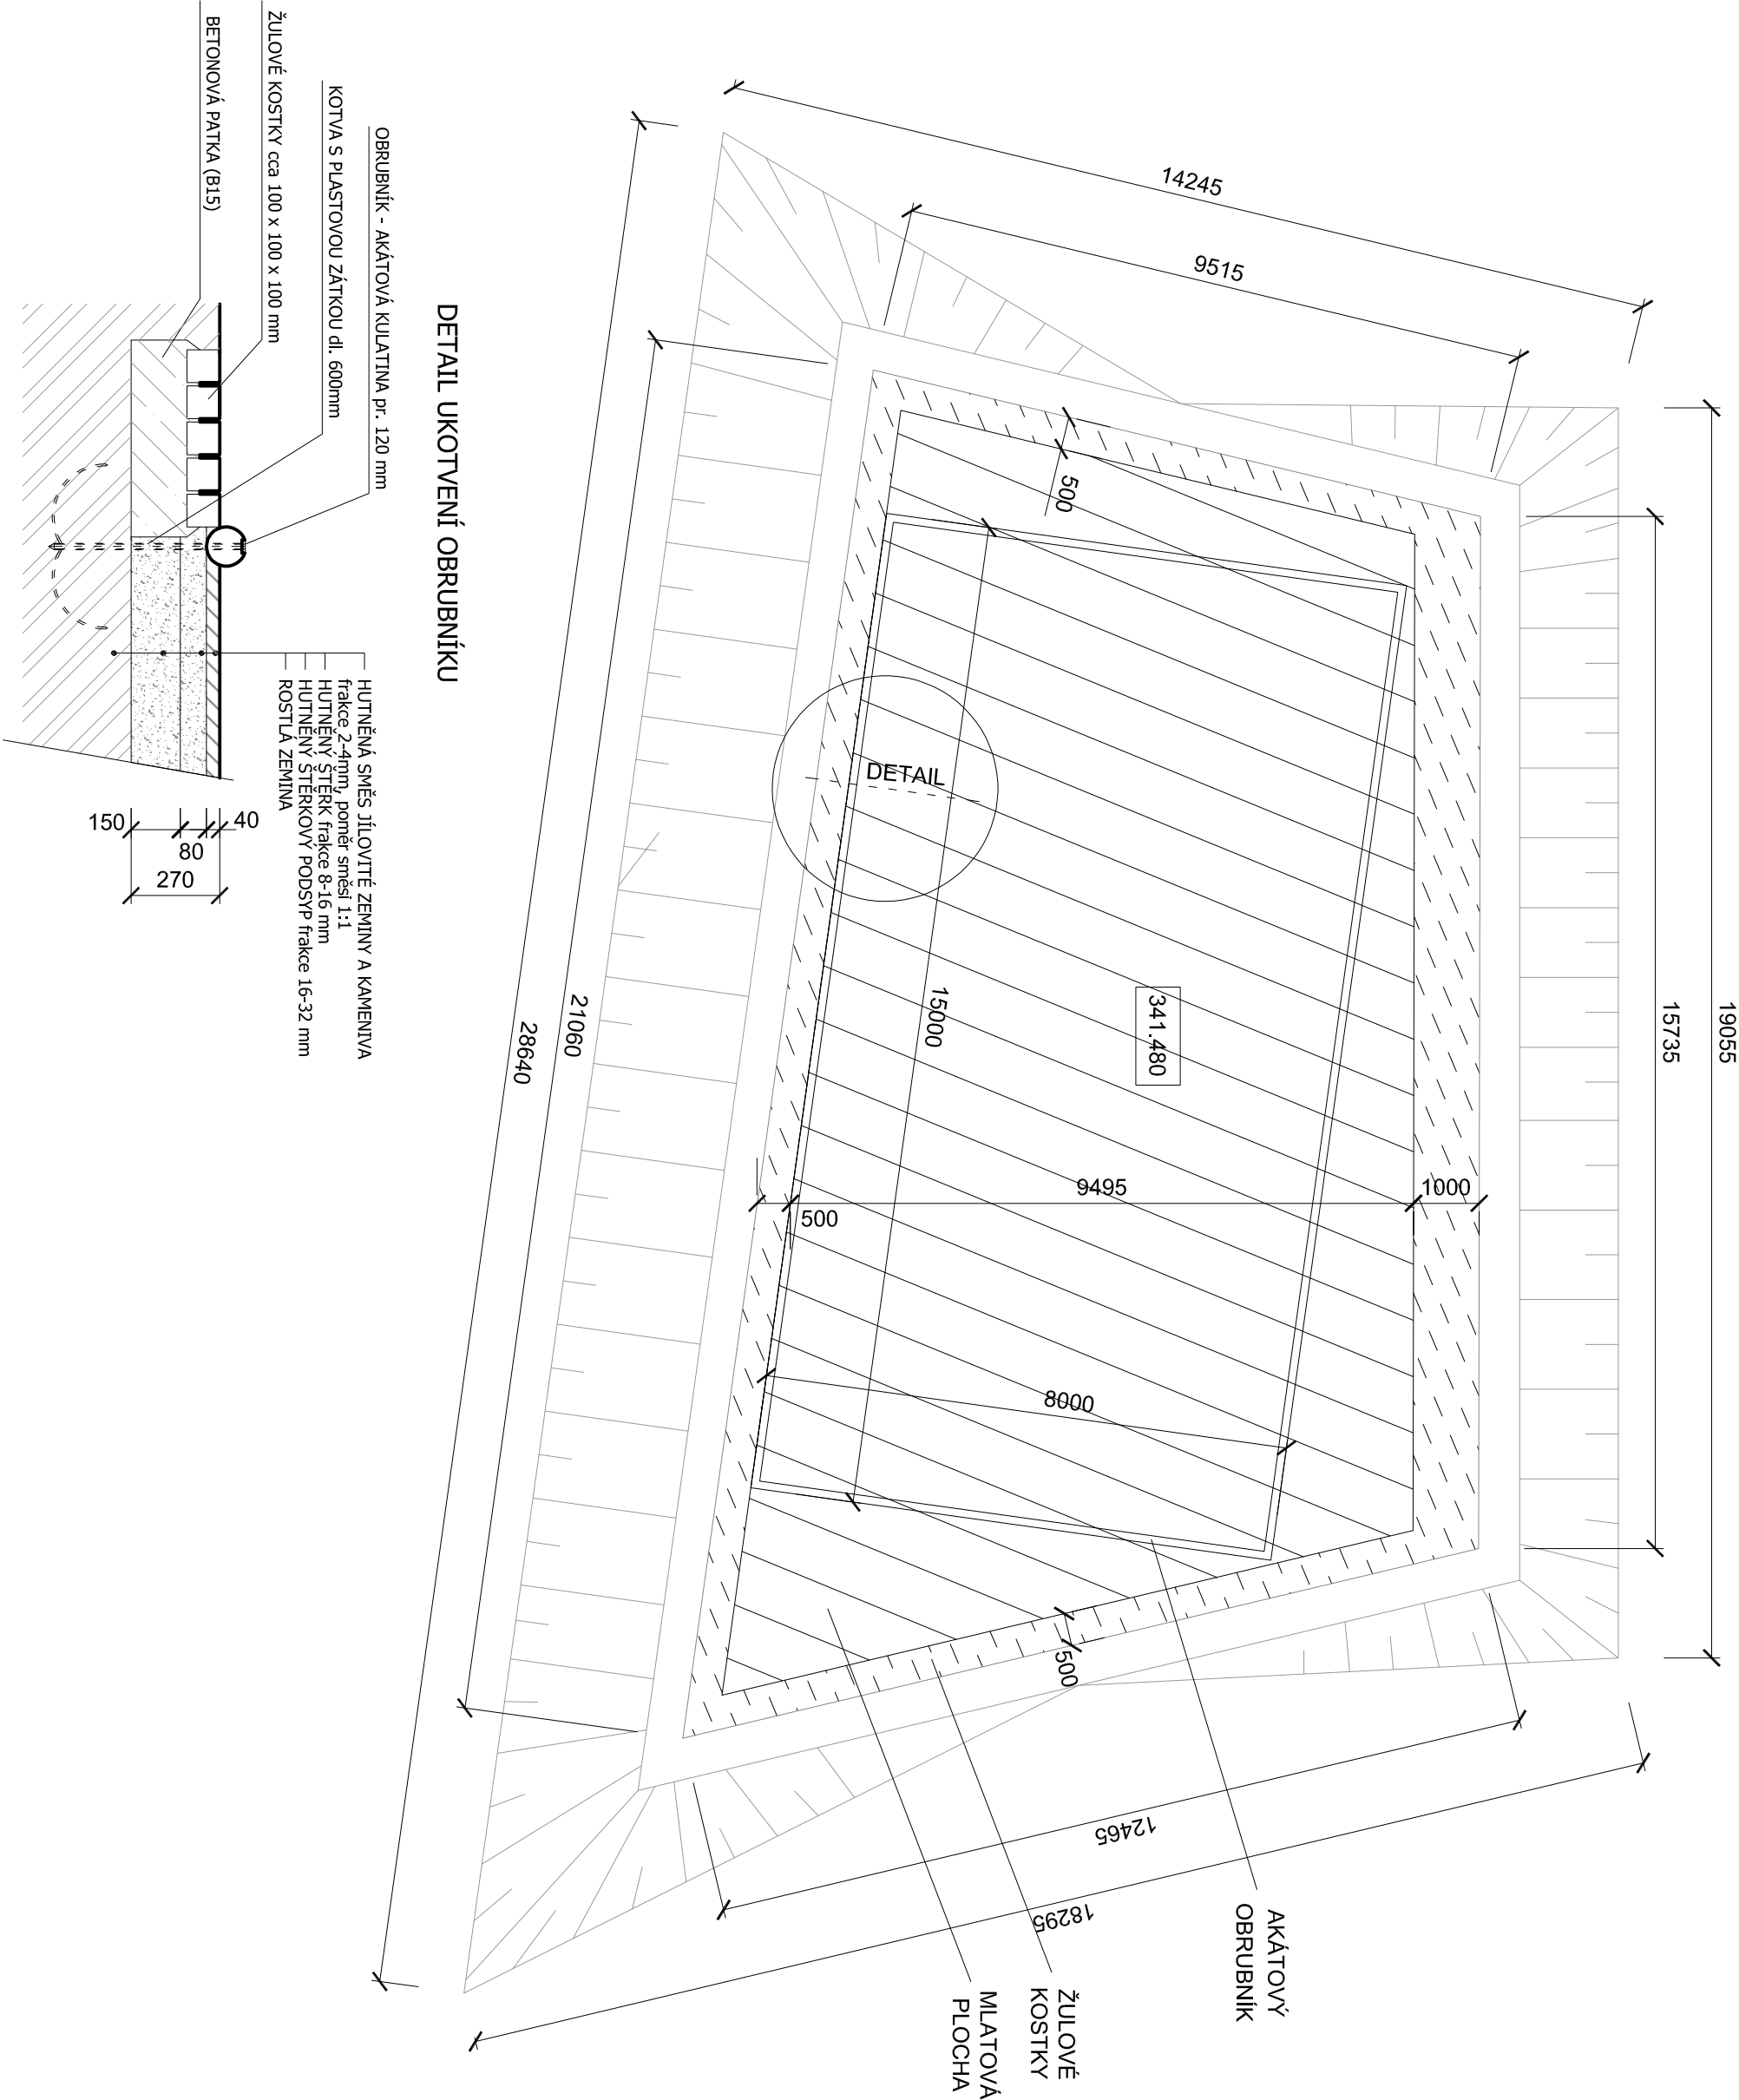 14245
9515
19055
15735
500
DETAIL
341.480
15000
21060
28640
9495
1000
500
8000
500
12465
18295
AKÁTOVÝ
OBRUBNÍK
ŽULOVÉ
KOSTKY
MLATOVÁ
PLOCHA
DETAIL UKOTVENÍ OBRUBNÍKU
OBRUBNÍK - AKÁTOVÁ KULATINA pr. 120 mm
KOTVA S PLASTOVOU ZÁTKOU dl. 600mm
ŽULOVÉ KOSTKY cca 100 x 100 x 100 mm
BETONOVÁ PATKA (B15)
HUTNĚNÁ SMĚS JÍLOVITÉ ZEMINY A KAMENIVA
frakce 2-4mm, poměr směsi 1:1
HUTNĚNÝ ŠTĚRK frakce 8-16 mm
HUTNĚNÝ ŠTĚRKOVÝ PODSYP frakce 16-32 mm
ROSTLÁ ZEMINA
150
80
40
270